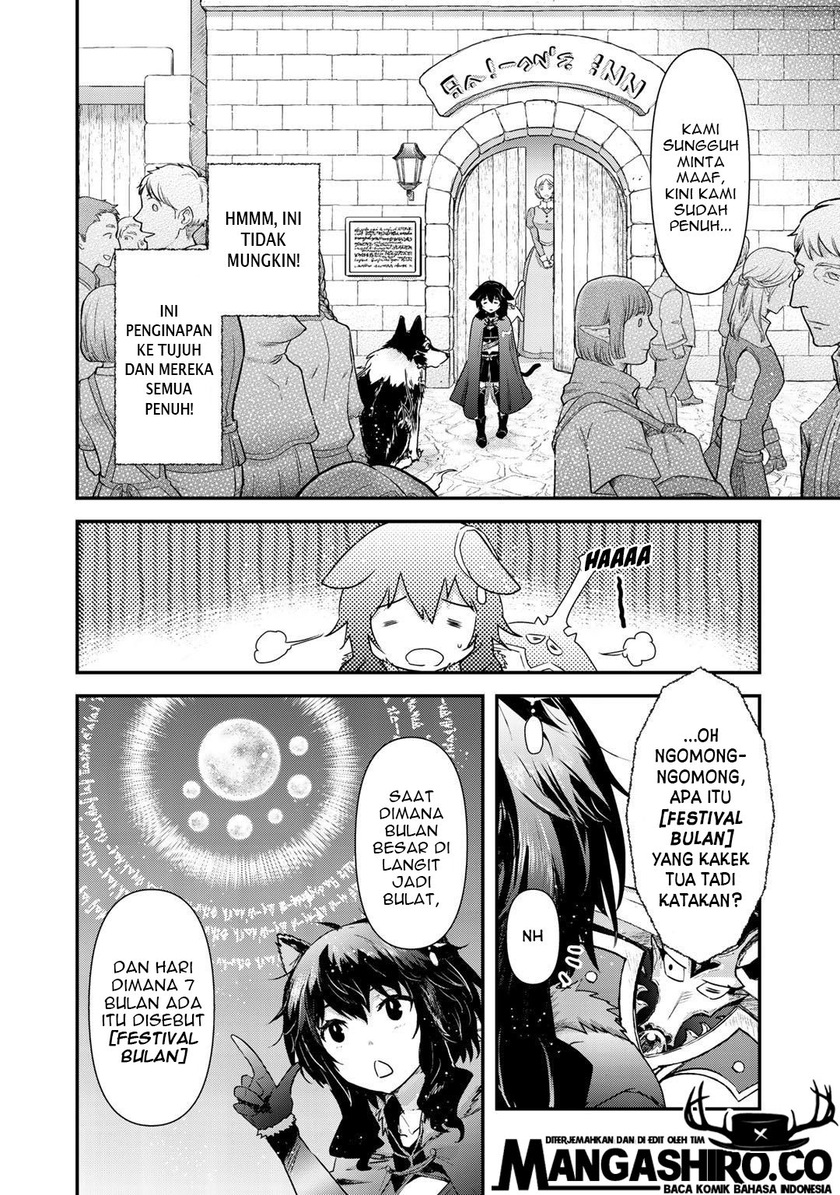 KAMI
SUNGGUH
MINTA
MAAF,
KINI KAMI
SUDAH
PENUH...
INN
HMMM, INI
TIDAK
MUNGKIN!
INI
PENGINAPAN
KE TUJUH
DAN MEREKA
SEMUA
PENUH!
HAAAA
...OH
NGOMONG-
NGOMONG,
APA ITU
[FESTIVAL
BULAN]
YANG KAKEK
TUA TADI
KATAKAN?
NH
SAAT
DIMANA
BULAN
BESAR DI
LANGIT
JADI
BULAT,
DAN HARI
DIMANA 7
BULAN ADA
ITU DISEBUT
[FESTIVAL
BULAN]
DITERJEMAHKAN DAN DI EDIT OLEH TIM
MANGASHIRO.CO
BACA KOMIK BAHASA INDONESIA